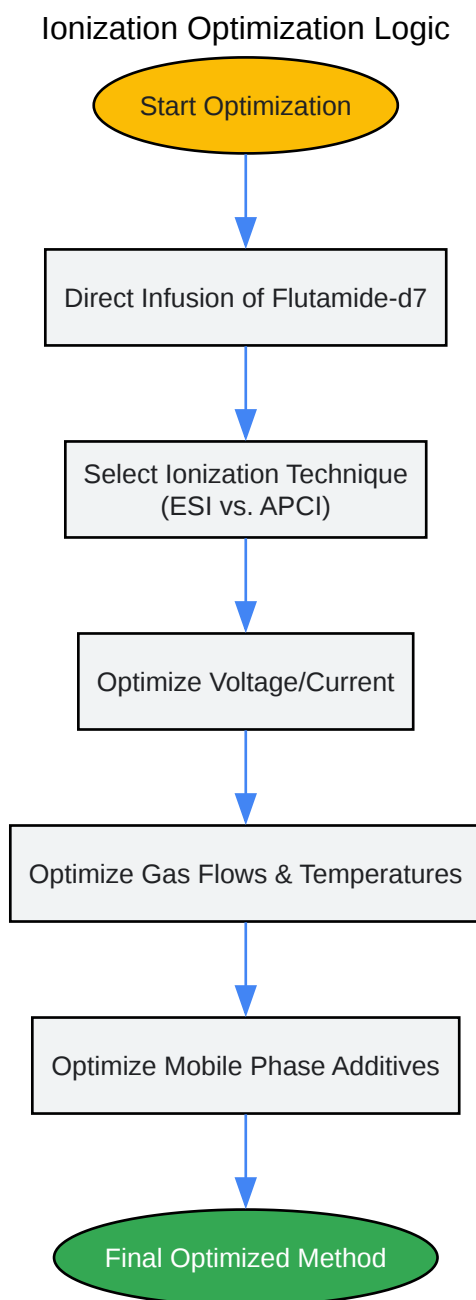 Ionization Optimization Logic
Start Optimization
Direct Infusion of Flutamide-d7
Select Ionization Technique
(ESI vs. APCI)
Optimize Voltage/Current
Optimize Gas Flows & Temperatures
Optimize Mobile Phase Additives
Final Optimized Method